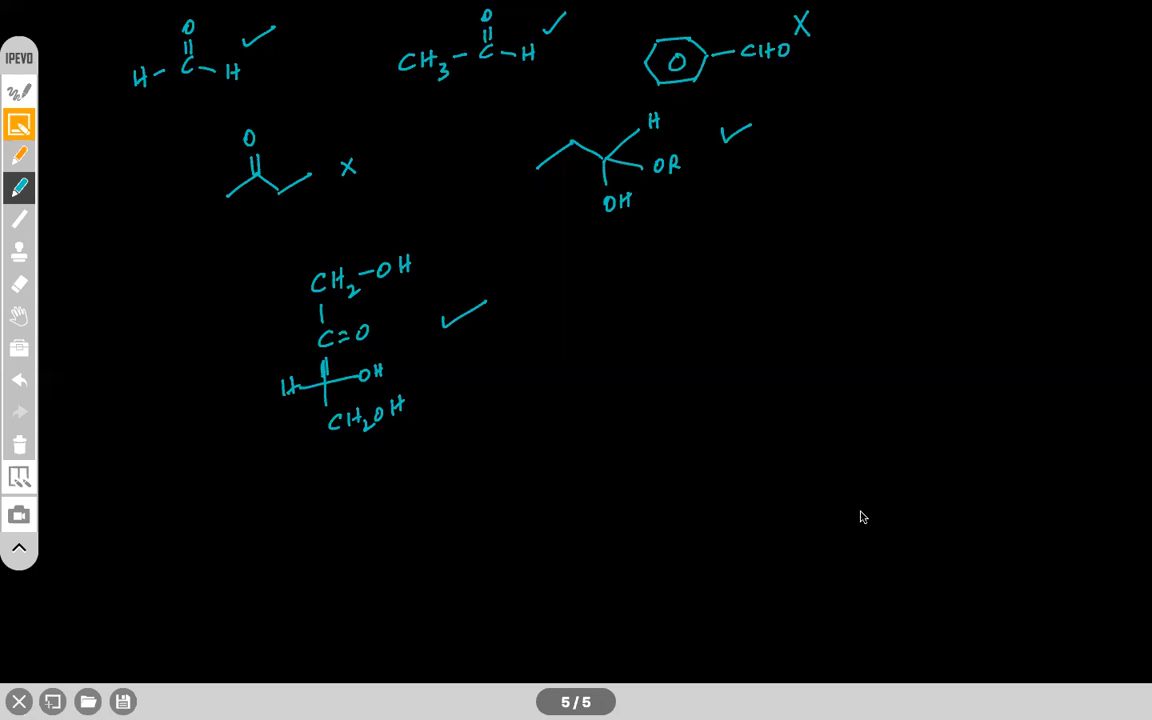 O O X
H-C-H ✓ CH3-C-H ✓ CHO
IPEVO
O X
H
OR ✓
OH
CH2-OH
C=O ✓
H OH
CH2OH
5 / 5